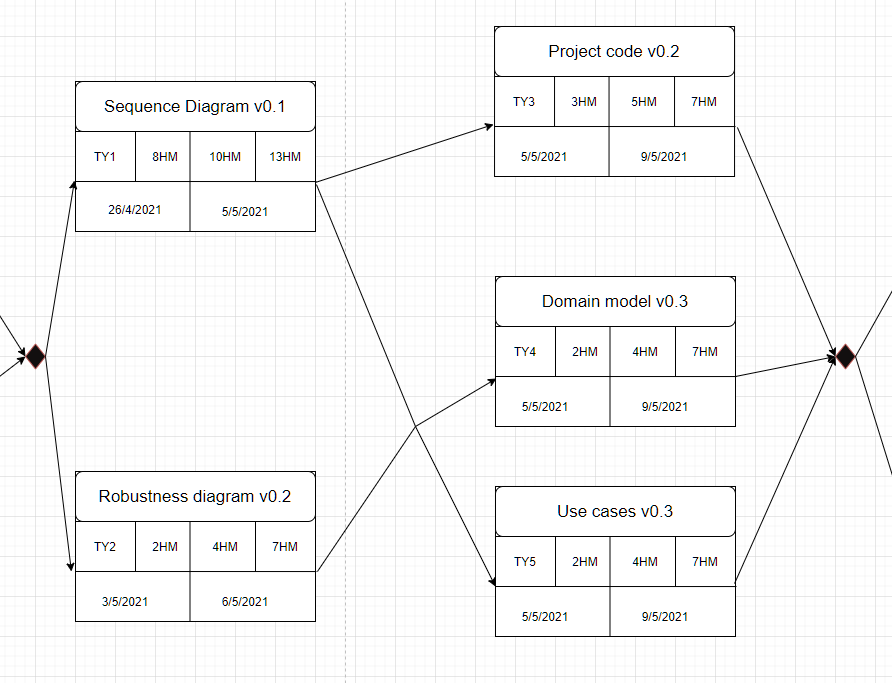 Sequence Diagram v0.1
TY1 8HM 10HM 13HM
26/4/2021 5/5/2021
Robustness diagram v0.2
TY2 2HM 4HM 7HM
3/5/2021 6/5/2021
Project code v0.2
TY3 3HM 5HM 7HM
5/5/2021 9/5/2021
Domain model v0.3
TY4 2HM 4HM 7HM
5/5/2021 9/5/2021
Use cases v0.3
TY5 2HM 4HM 7HM
5/5/2021 9/5/2021